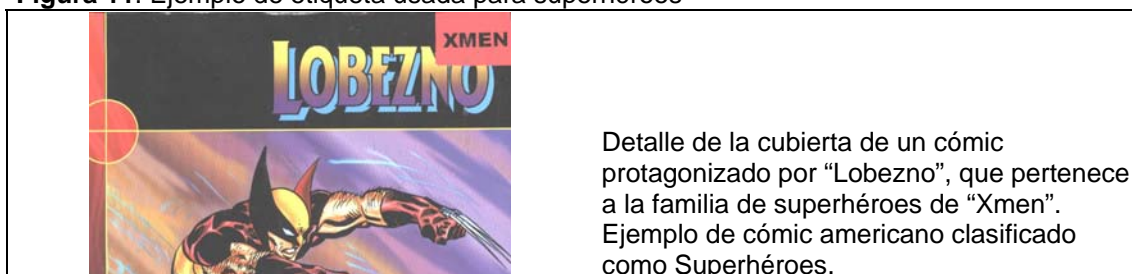 Figura 11: Ejemplo de etiqueta usada para superhéroes
XMEN
LOBEZNO
Detalle de la cubierta de un cómic
protagonizado por “Lobezno”, que pertenece
a la familia de superhéroes de “Xmen”.
Ejemplo de cómic americano clasificado
como Superhéroes.